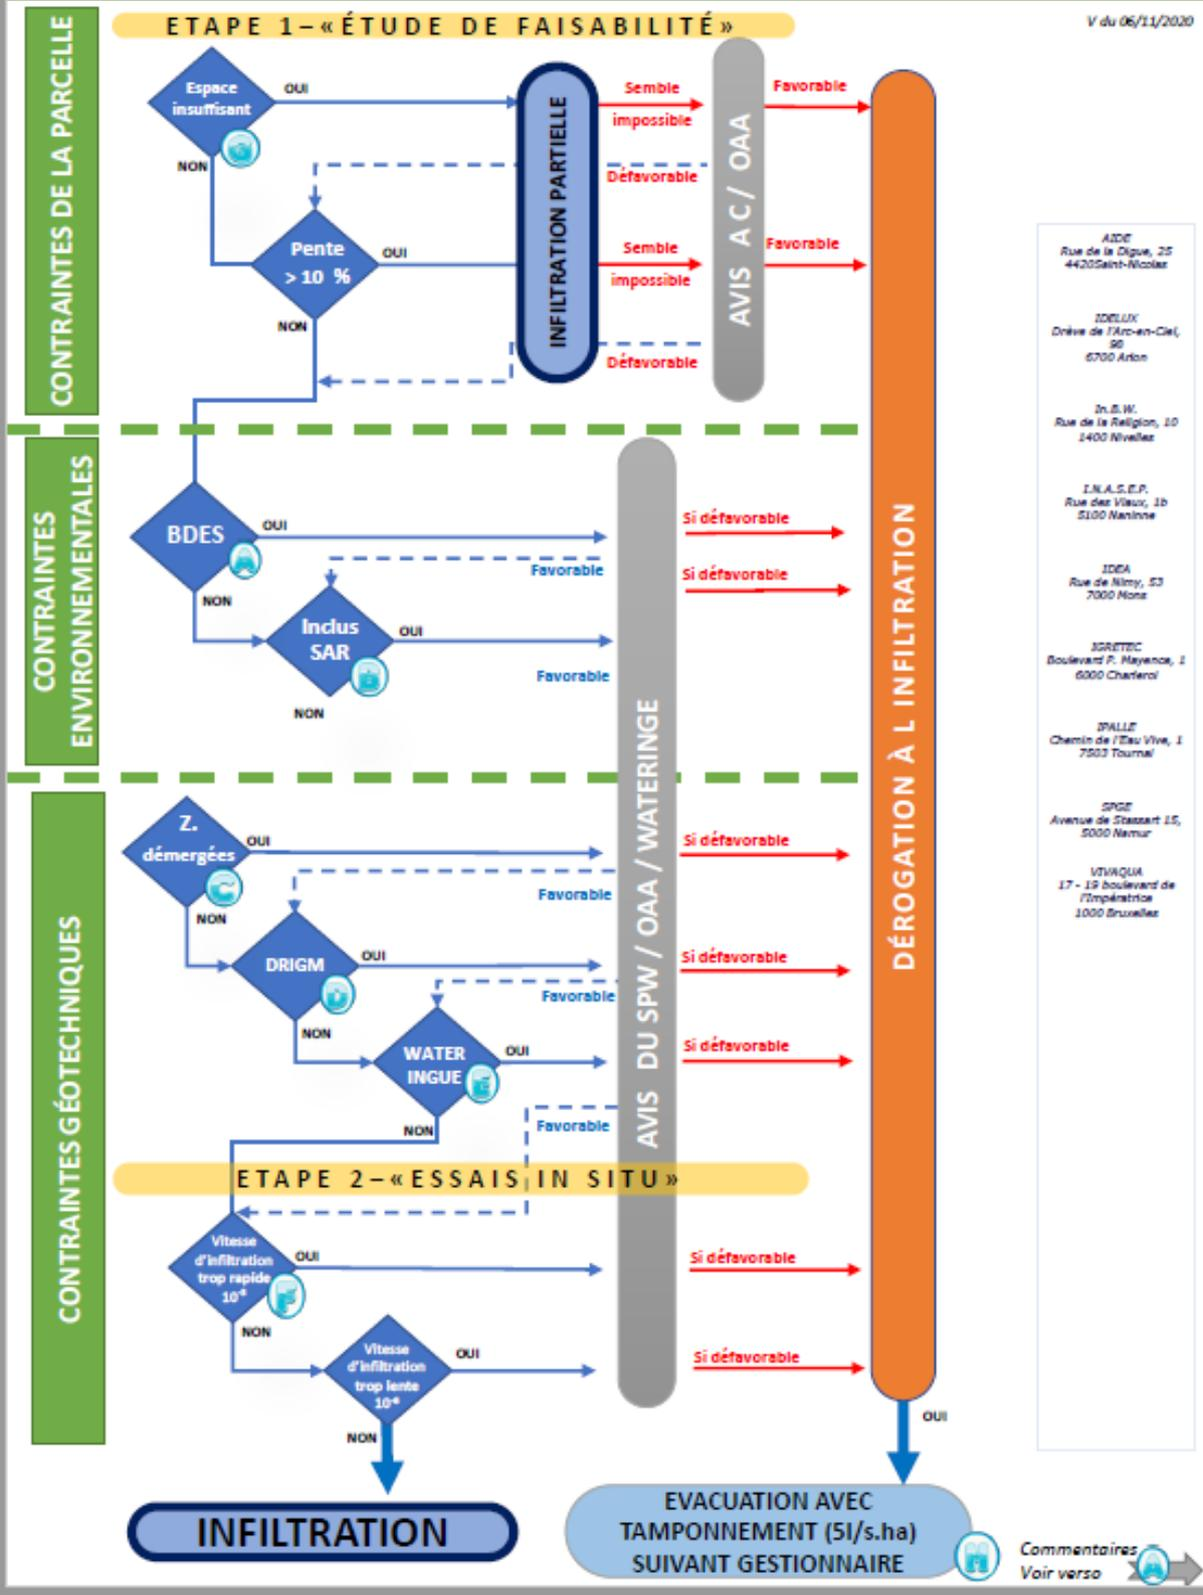 ETAPE 1–«ÉTUDE DE FAISABILITÉ»
V du 06/11/2020
CONTRAINTES DE LA PARCELLE
Espace
insuffisant
OUI
NON
INFILTRATION PARTIELLE
Semble
impossible
Défavorable
AVIS AC/ OAA
Favorable
Pente
> 10 %
OUI
NON
Semble
impossible
Défavorable
Favorable
DÉROGATION À L INFILTRATION
CONTRAINTES
ENVIRONNEMENTALES
BDES
OUI
NON
Favorable
Si défavorable
Si défavorable
Inclus
SAR
OUI
Favorable
NON
AVIS DU SPW / OAA / WATERINGE
CONTRAINTES GÉOTECHNIQUES
Z.
démergées
OUI
NON
Favorable
Si défavorable
DRIGM
OUI
NON
Favorable
Si défavorable
WATER
INGUE
OUI
NON
Favorable
Si défavorable
ETAPE 2–«ESSAIS IN SITU»
Vitesse
d'infiltration
trop rapide
OUI
NON
Si défavorable
Vitesse
d'infiltration
trop lente
OUI
NON
Si défavorable
OUI
INFILTRATION
EVACUATION AVEC
TAMPONNEMENT (5l/s.ha)
SUIVANT GESTIONNAIRE
Commentaires
Voir verso
AIDE
Rue de la Digue, 25
4420Saint-Nicolas
IDELUX
Drève de l'Arc-en-Ciel,
98
6700 Arlon
In.B.W.
Rue de la Religion, 10
1400 Nivelles
I.N.A.S.E.P.
Rue des Viaux, 1b
5100 Naninne
IDEA
Rue de Nimy, 53
7000 Mons
IGRETEC
Boulevard P. Mayence, 1
6000 Charleroi
IPALLE
Chemin de l'Eau Vive, 1
7503 Tournai
SPGE
Avenue de Stassart 15,
5000 Namur
VIVAQUA
17 - 19 boulevard de
l'Impératrice
1000 Bruxelles